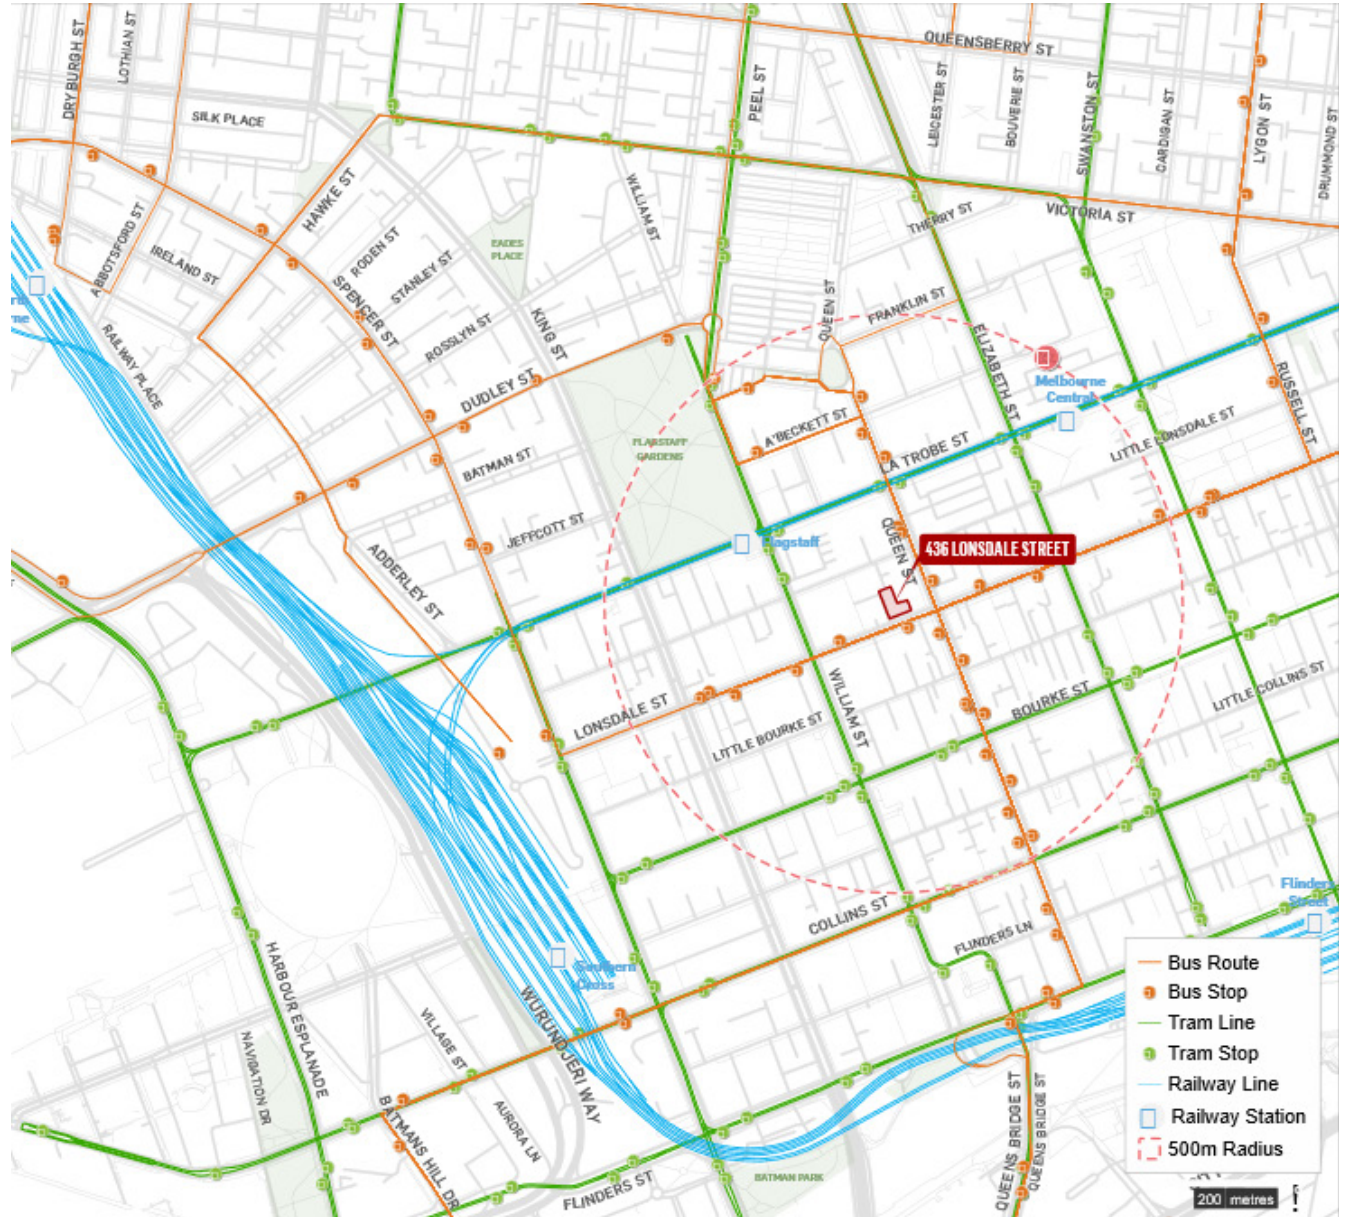 DRYBURGH ST
LOTHIAN ST
SILK PLACE
PEEL ST
QUEENSBERRY ST
LEICESTER ST
BOUVERIE ST
SWANSTON ST
CARDIGAN ST
LYGON ST
DRUMMOND ST
HAWKE ST
WILLIAM ST
THERRY ST
VICTORIA ST
ABBOTSFORD ST
IRELAND ST
RODEN ST
STANLEY ST
SPENCER ST
ROSSLYN ST
EADES
PLACE
KING ST
QUEEN ST
FRANKLIN ST
ELIZABETH ST
RAILWAY PLACE
DUDLEY ST
Melbourne
Central
RUSSELL ST
FLAGSTAFF
GARDENS
A'BECKETT ST
LA TROBE ST
LITTLE LONSDALE ST
BATMAN ST
JEFFCOTT ST
Flagstaff
QUEEN ST
436 LONSDALE STREET
ADDERLEY ST
LONSDALE ST
LITTLE BOURKE ST
WILLIAM ST
BOURKE ST
LITTLE COLLINS ST
COLLINS ST
FLINDERS LN
Flinders
Street
Southern
Cross
HARBOUR ESPLANADE
NAVIGATION DR
VILLAGE ST
WURUNDJERI WAY
BATMANS HILL DR
AURORA LN
FLINDERS ST
BATMAN PARK
QUEENS BRIDGE ST
QUEENS BRIDGE ST
Bus Route
Bus Stop
Tram Line
Tram Stop
Railway Line
Railway Station
500m Radius
200 metres